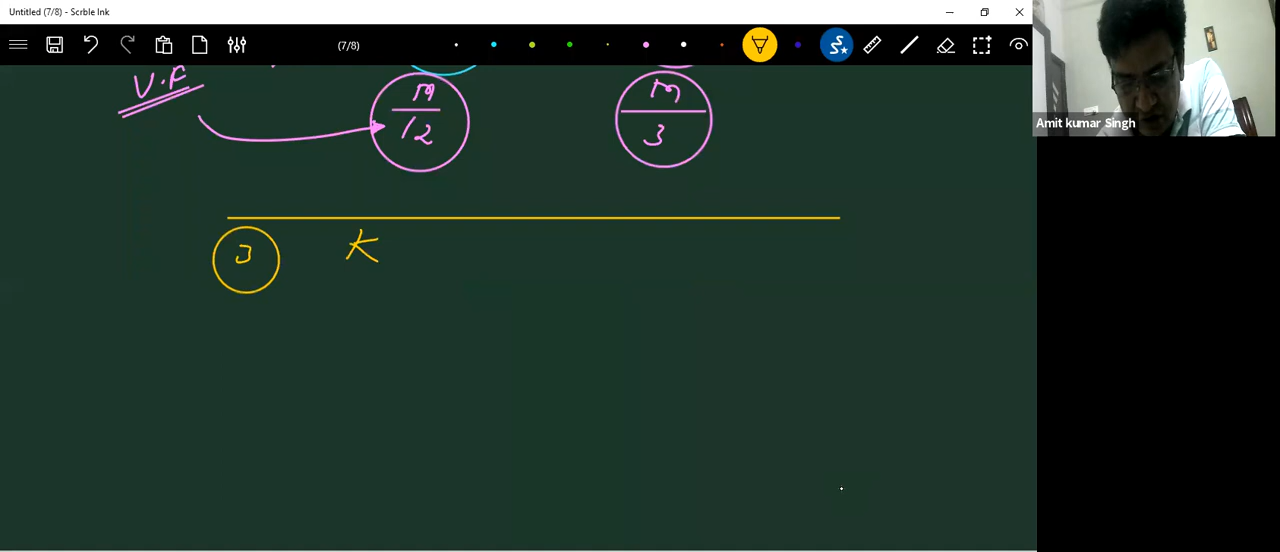 Untitled (7/8) - Scrble Ink
(7/8)
Amit kumar Singh
V.F
M
12
M
3
3 K